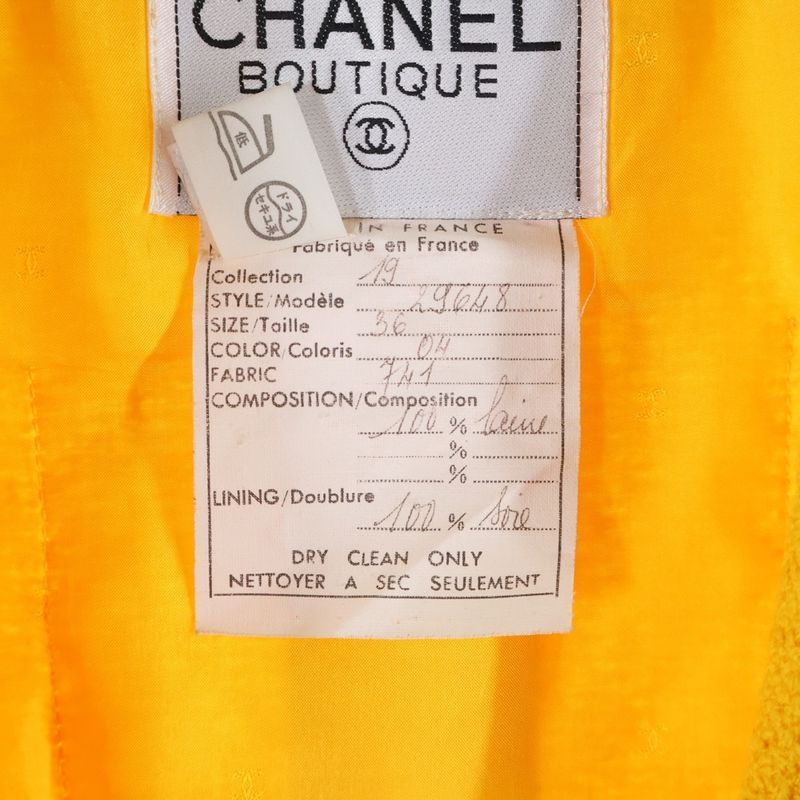 CHANEL
BOUTIQUE
低
ドライ
セキユ系
IN FRANCE
Fabriqué en France
Collection 19
STYLE/Modèle 29648
SIZE/Taille 36
COLOR/Coloris 04
FABRIC 741
COMPOSITION/Composition
100 % laine
%
%
LINING/Doublure
100 % Soie
DRY CLEAN ONLY
NETTOYER A SEC SEULEMENT